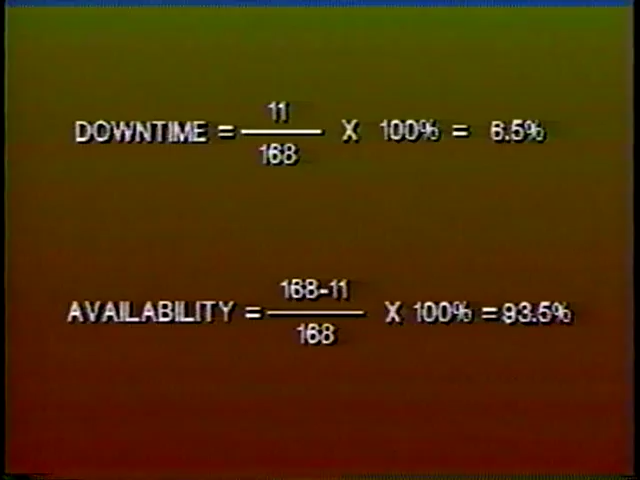 DOWNTIME = 11/168 X 100% = 6.5%
AVAILABILITY = 168-11/168 X 100% = 93.5%